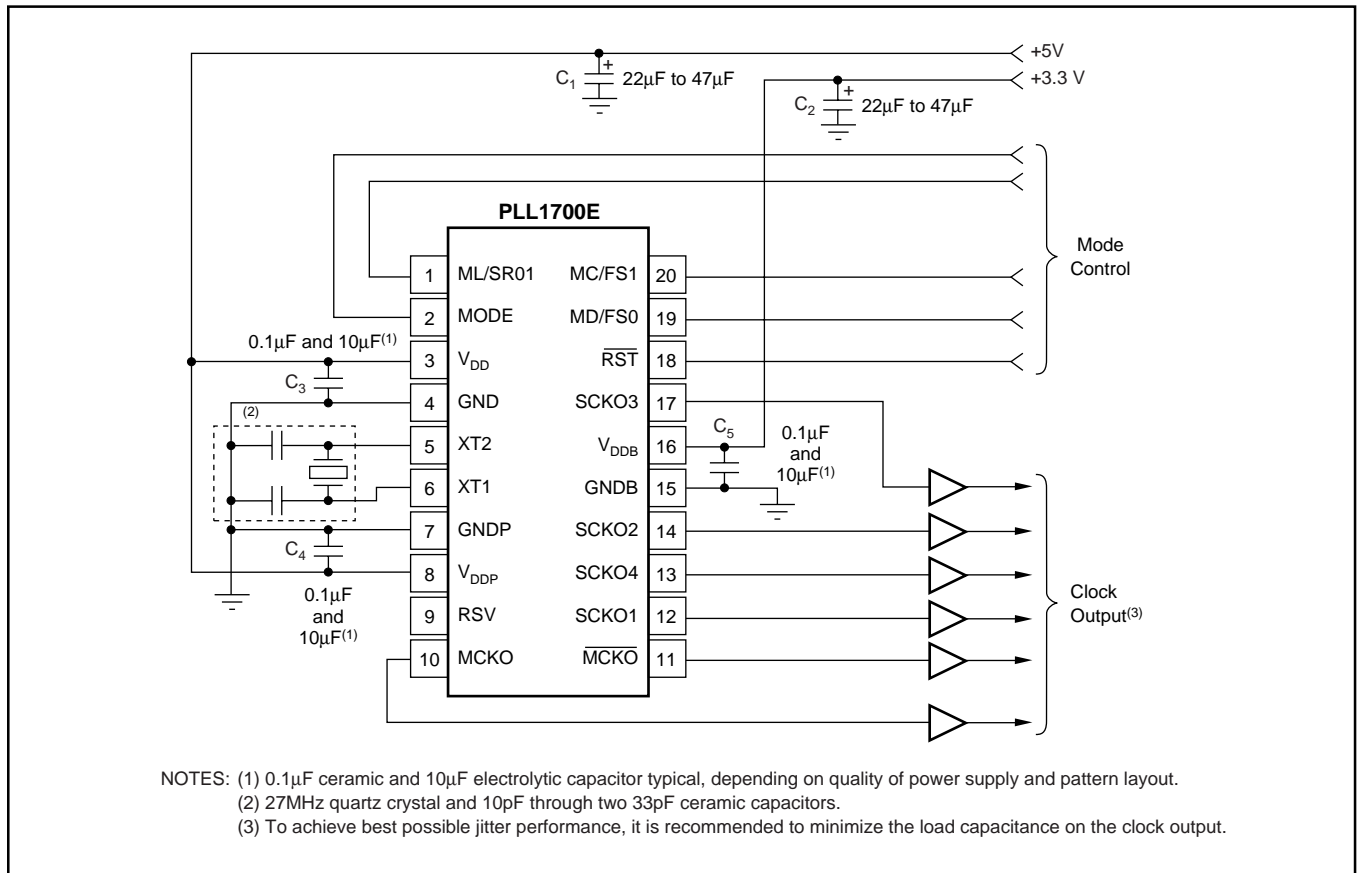 +5V
C1 + 22µF to 47µF
+3.3 V
C2 + 22µF to 47µF
PLL1700E
Mode
Control
1 ML/SR01 MC/FS1 20
2 MODE MD/FS0 19
0.1µF and 10µF(1)
3 VDD RST 18
C3
4 GND SCKO3 17
(2)
5 XT2 VDDB 16
C5 0.1µF
and
10µF(1)
6 XT1 GNDB 15
7 GNDP SCKO2 14
C4
8 VDDP SCKO4 13
0.1µF
and
10µF(1)
9 RSV SCKO1 12
10 MCKO MCKO 11
Clock
Output(3)
NOTES: (1) 0.1µF ceramic and 10µF electrolytic capacitor typical, depending on quality of power supply and pattern layout.
(2) 27MHz quartz crystal and 10pF through two 33pF ceramic capacitors.
(3) To achieve best possible jitter performance, it is recommended to minimize the load capacitance on the clock output.